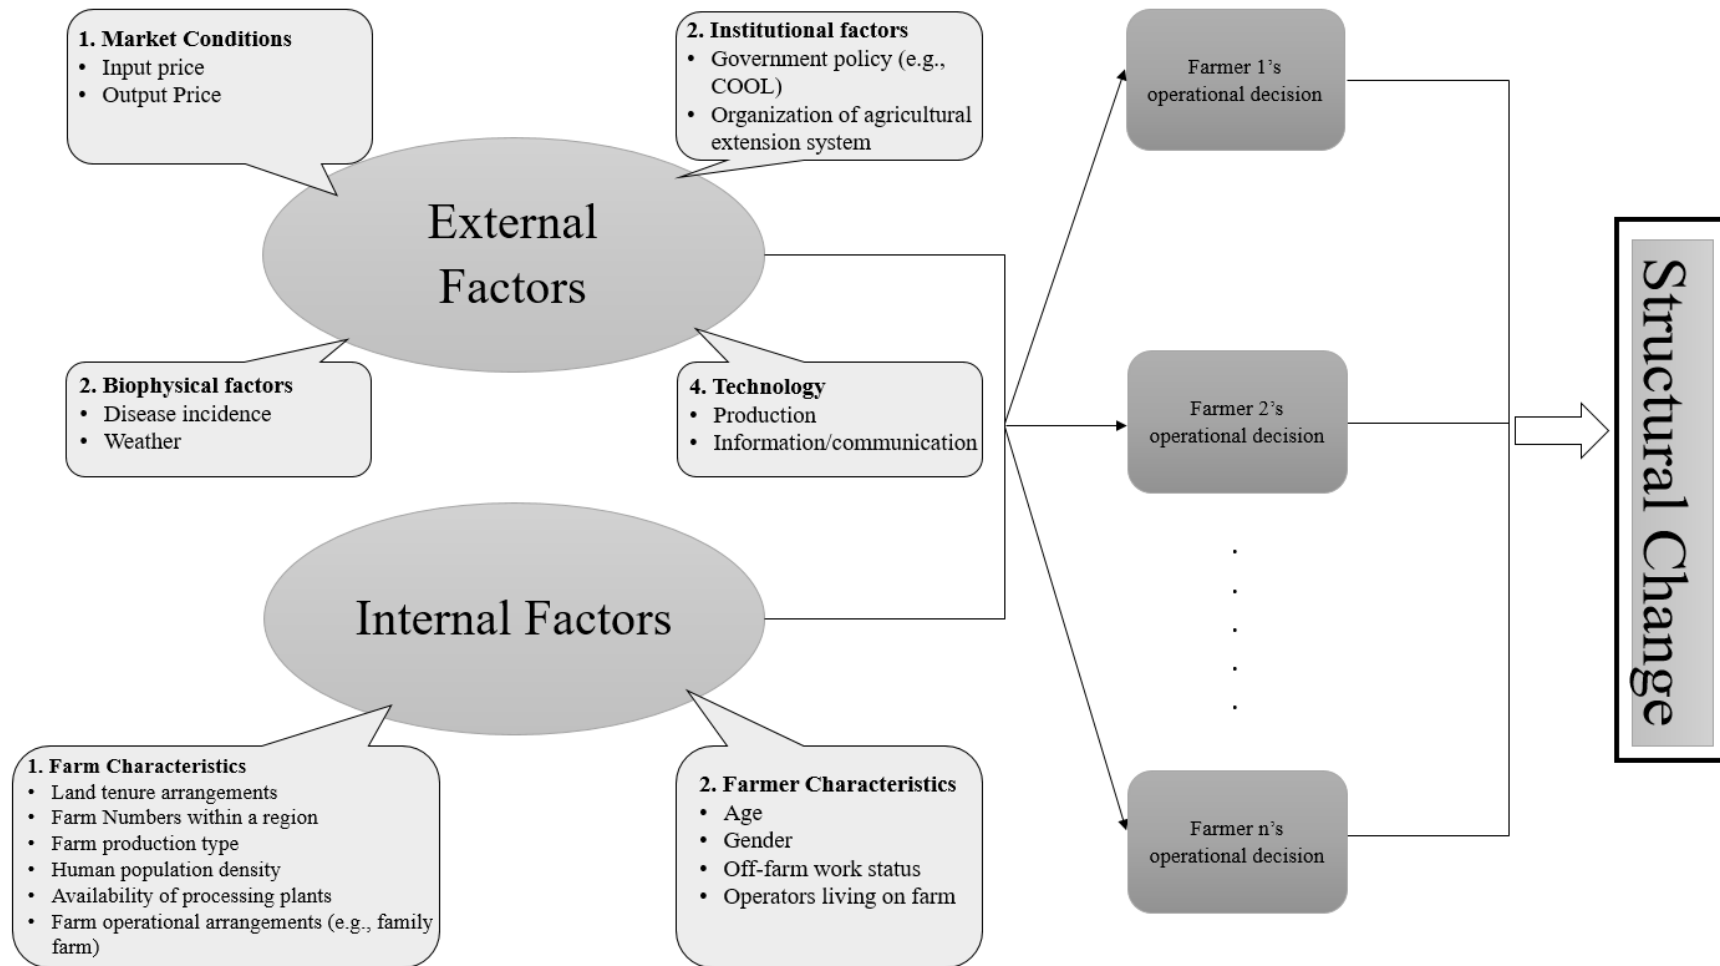 1. Market Conditions
• Input price
• Output Price
2. Institutional factors
• Government policy (e.g.,
COOL)
• Organization of agricultural
extension system
External
Factors
2. Biophysical factors
• Disease incidence
• Weather
4. Technology
• Production
• Information/communication
Internal Factors
1. Farm Characteristics
• Land tenure arrangements
• Farm Numbers within a region
• Farm production type
• Human population density
• Availability of processing plants
• Farm operational arrangements (e.g., family
farm)
2. Farmer Characteristics
• Age
• Gender
• Off-farm work status
• Operators living on farm
Farmer 1’s
operational decision
Farmer 2’s
operational decision
.
.
.
.
.
Farmer n’s
operational decision
Structural Change